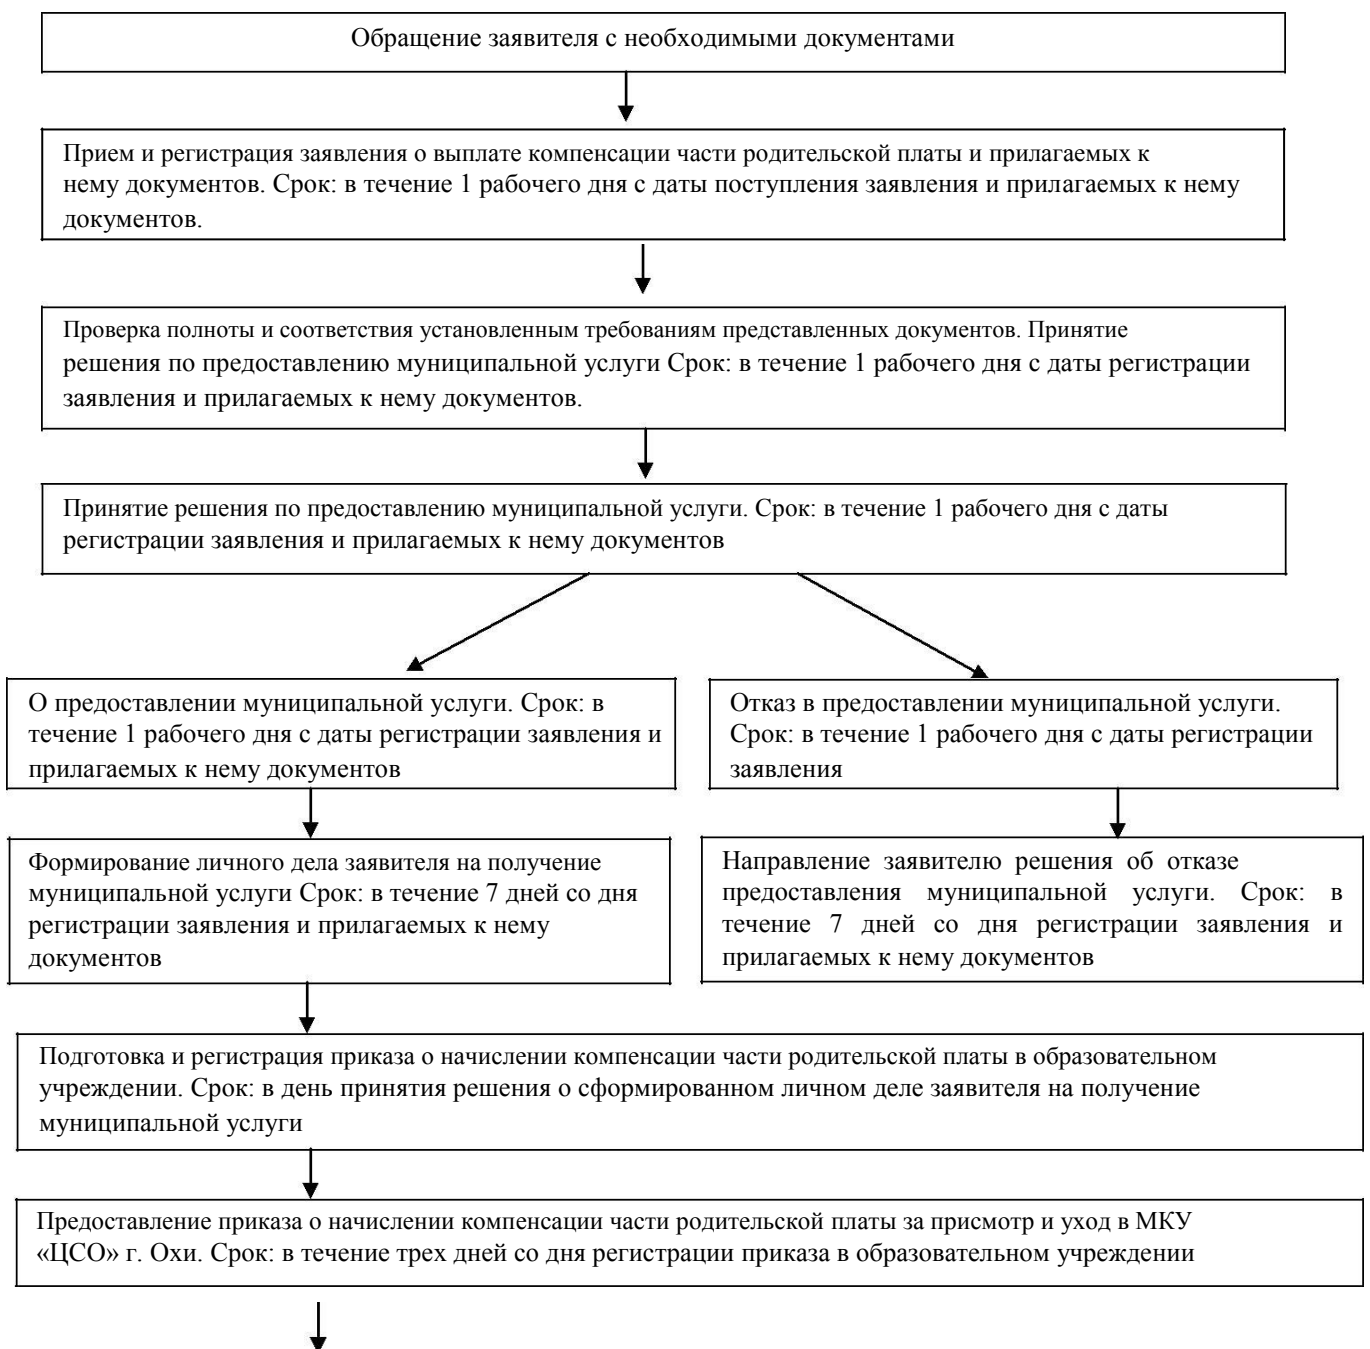 Обращение заявителя с необходимыми документами
Прием и регистрация заявления о выплате компенсации части родительской платы и прилагаемых к
нему документов. Срок: в течение 1 рабочего дня с даты поступления заявления и прилагаемых к нему
документов.
Проверка полноты и соответствия установленным требованиям представленных документов. Принятие
решения по предоставлению муниципальной услуги Срок: в течение 1 рабочего дня с даты регистрации
заявления и прилагаемых к нему документов.
Принятие решения по предоставлению муниципальной услуги. Срок: в течение 1 рабочего дня с даты
регистрации заявления и прилагаемых к нему документов
О предоставлении муниципальной услуги. Срок: в
течение 1 рабочего дня с даты регистрации заявления и
прилагаемых к нему документов
Отказ в предоставлении муниципальной услуги.
Срок: в течение 1 рабочего дня с даты регистрации
заявления
Формирование личного дела заявителя на получение
муниципальной услуги Срок: в течение 7 дней со дня
регистрации заявления и прилагаемых к нему
документов
Направление заявителю решения об отказе
предоставления муниципальной услуги. Срок: в
течение 7 дней со дня регистрации заявления и
прилагаемых к нему документов
Подготовка и регистрация приказа о начислении компенсации части родительской платы в образовательном
учреждении. Срок: в день принятия решения о сформированном личном деле заявителя на получение
муниципальной услуги
Предоставление приказа о начислении компенсации части родительской платы за присмотр и уход в МКУ
«ЦСО» г. Охи. Срок: в течение трех дней со дня регистрации приказа в образовательном учреждении